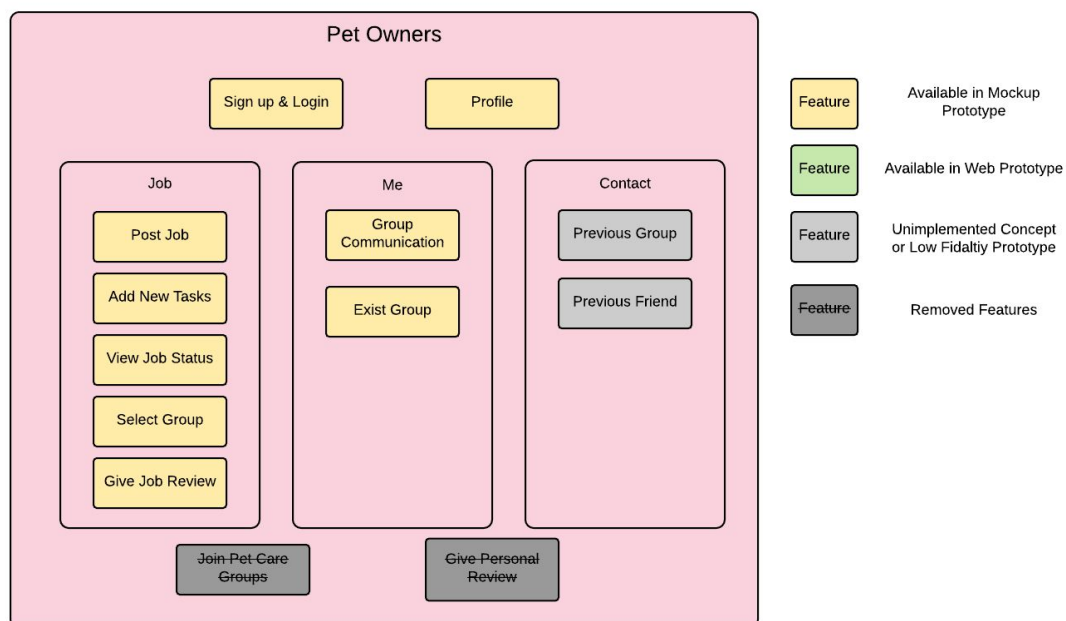 Pet Owners
Sign up & Login
Profile
Job
Post Job
Add New Tasks
View Job Status
Select Group
Give Job Review
Me
Group
Communication
Exist Group
Contact
Previous Group
Previous Friend
Join Pet Care
Groups
Give Personal
Review
Feature
Available in Mockup
Prototype
Feature
Available in Web Prototype
Feature
Unimplemented Concept
or Low Fidaltiy Prototype
Feature
Removed Features